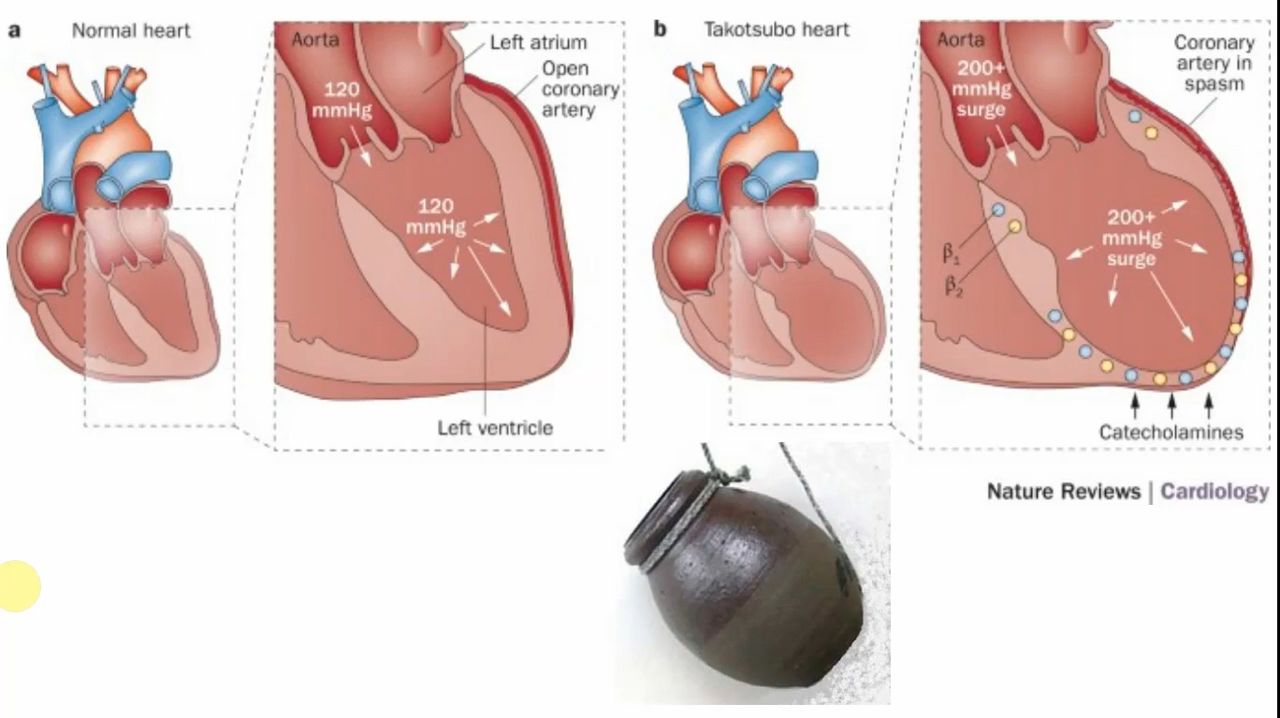 a
Normal heart
Aorta
Left atrium
Open
coronary
artery
120
mmHg
120
mmHg
Left ventricle
b
Takotsubo heart
Aorta
200+
mmHg
surge
Coronary
artery in
spasm
200+
mmHg
surge
β1
β2
Catecholamines
Nature Reviews | Cardiology